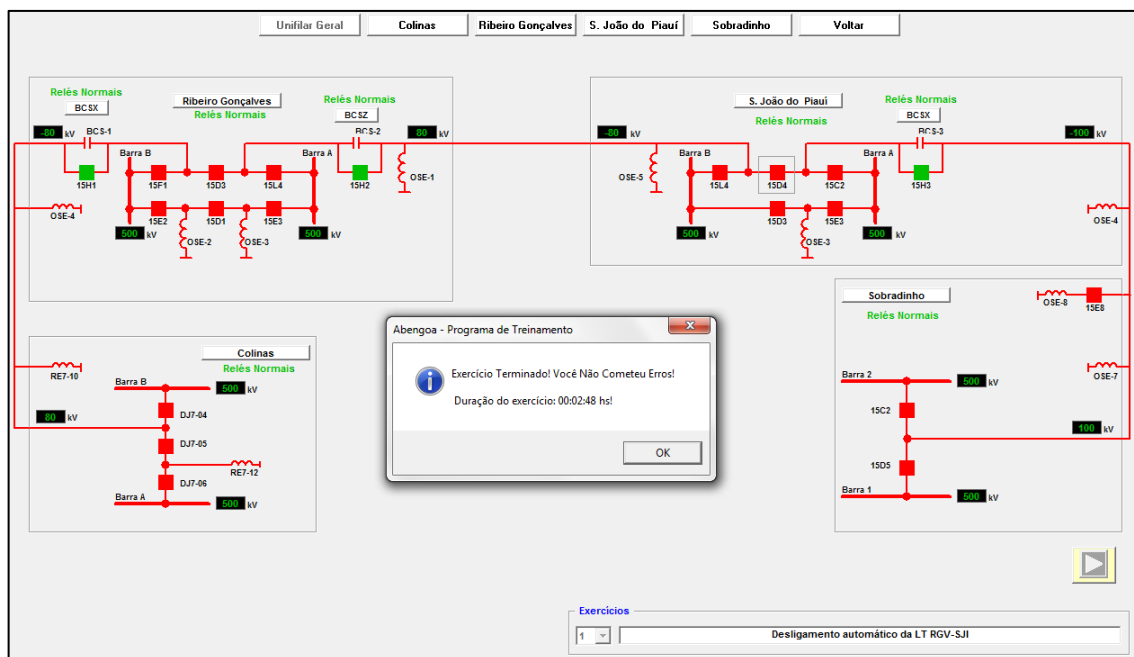 Unifilar Geral
Colinas
Ribeiro Gonçalves
S. João do Piauí
Sobradinho
Voltar
Relés Normais
BCSX
Ribeiro Gonçalves
Relés Normais
Relés Normais
BCSZ
-80 kV
BCS-1
BCS-2
80 kV
Barra B
Barra A
15H1
15F1
15D3
15L4
15H2
OSE-1
OSE-4
15E2
15D1
15E3
500 kV
OSE-2
OSE-3
500 kV
S. João do Piauí
Relés Normais
Relés Normais
BCSX
-80 kV
BCS-3
-100 kV
Barra B
Barra A
OSE-5
15L4
15D4
15C2
15H3
OSE-4
15D3
15E3
500 kV
OSE-3
500 kV
Colinas
Relés Normais
RE7-10
Barra B
500 kV
DJ7-04
80 kV
DJ7-05
RE7-12
DJ7-06
Barra A
500 kV
Abengoa - Programa de Treinamento
Exercício Terminado! Você Não Cometeu Erros!
Duração do exercício: 00:02:48 hs!
OK
Sobradinho
Relés Normais
OSE-8
15E8
OSE-7
Barra 2
500 kV
15C2
100 kV
15D5
Barra 1
500 kV
Exercícios
1
Desligamento automático da LT RGV-SJI